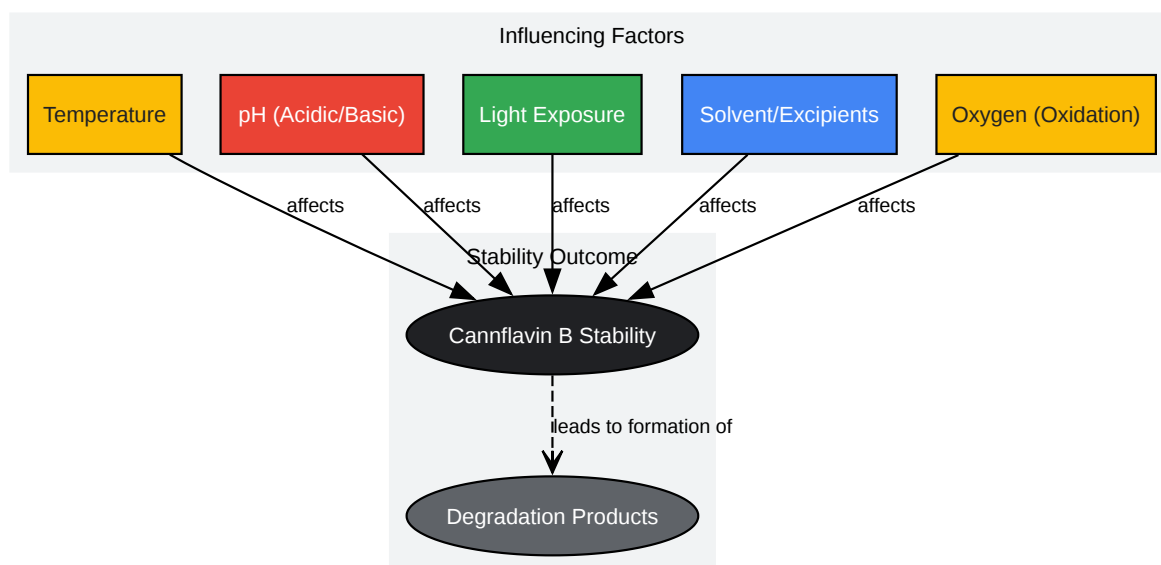 Influencing Factors
Temperature
pH (Acidic/Basic)
Light Exposure
Solvent/Excipients
Oxygen (Oxidation)
affects
affects
affects
affects
affects
Stability Outcome
Cannflavin B Stability
leads to formation of
Degradation Products